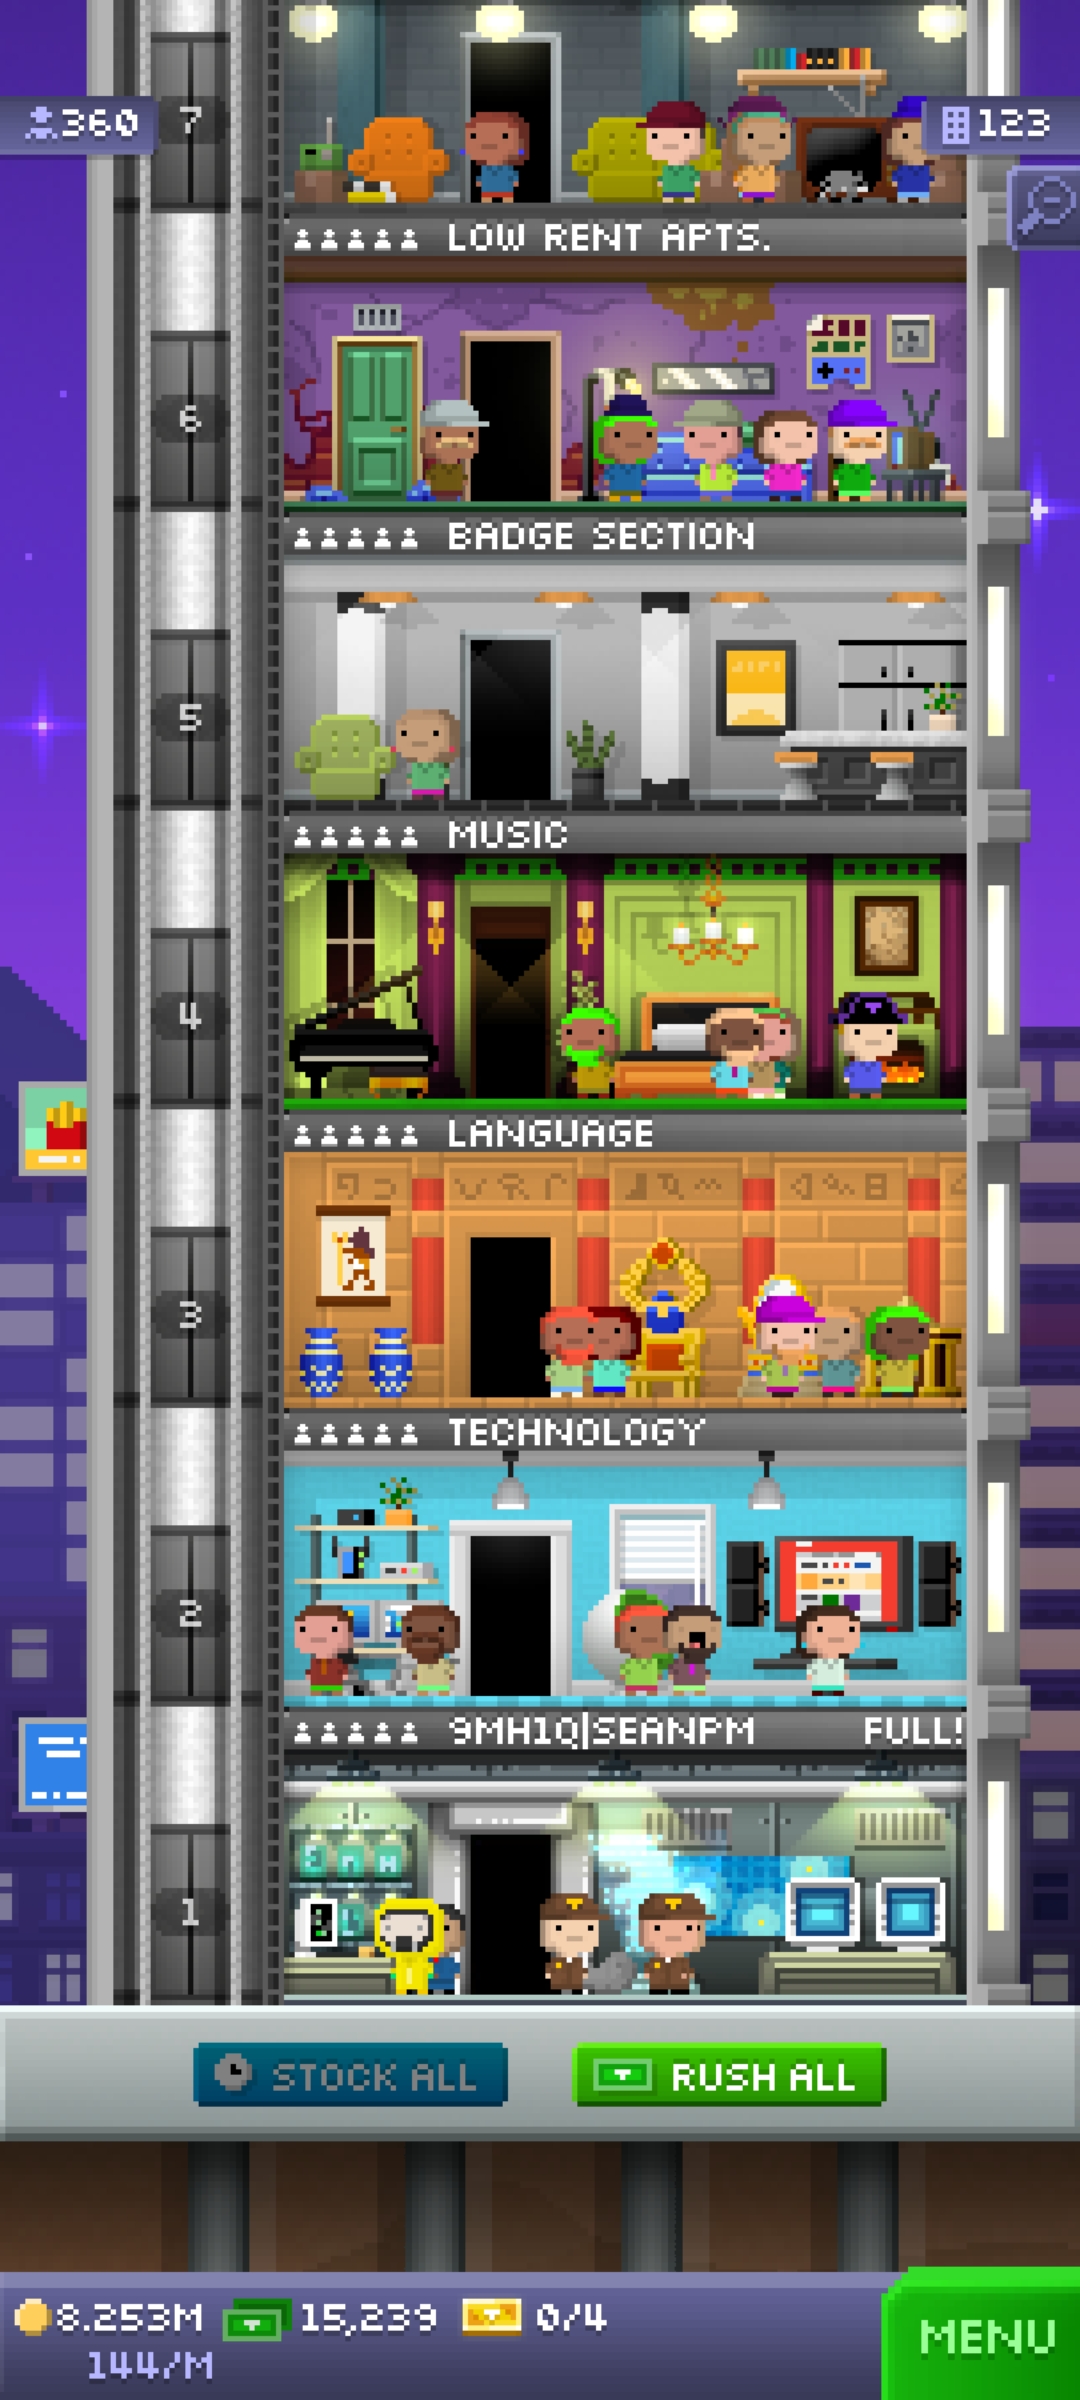 360
7
123
LOW RENT APTS.
6
BADGE SECTION
5
MUSIC
4
LANGUAGE
3
TECHNOLOGY
2
9MH1Q|SEANPM FULL!
1
STOCK ALL
RUSH ALL
8.253M 15,239 0/4
144/M
MENU